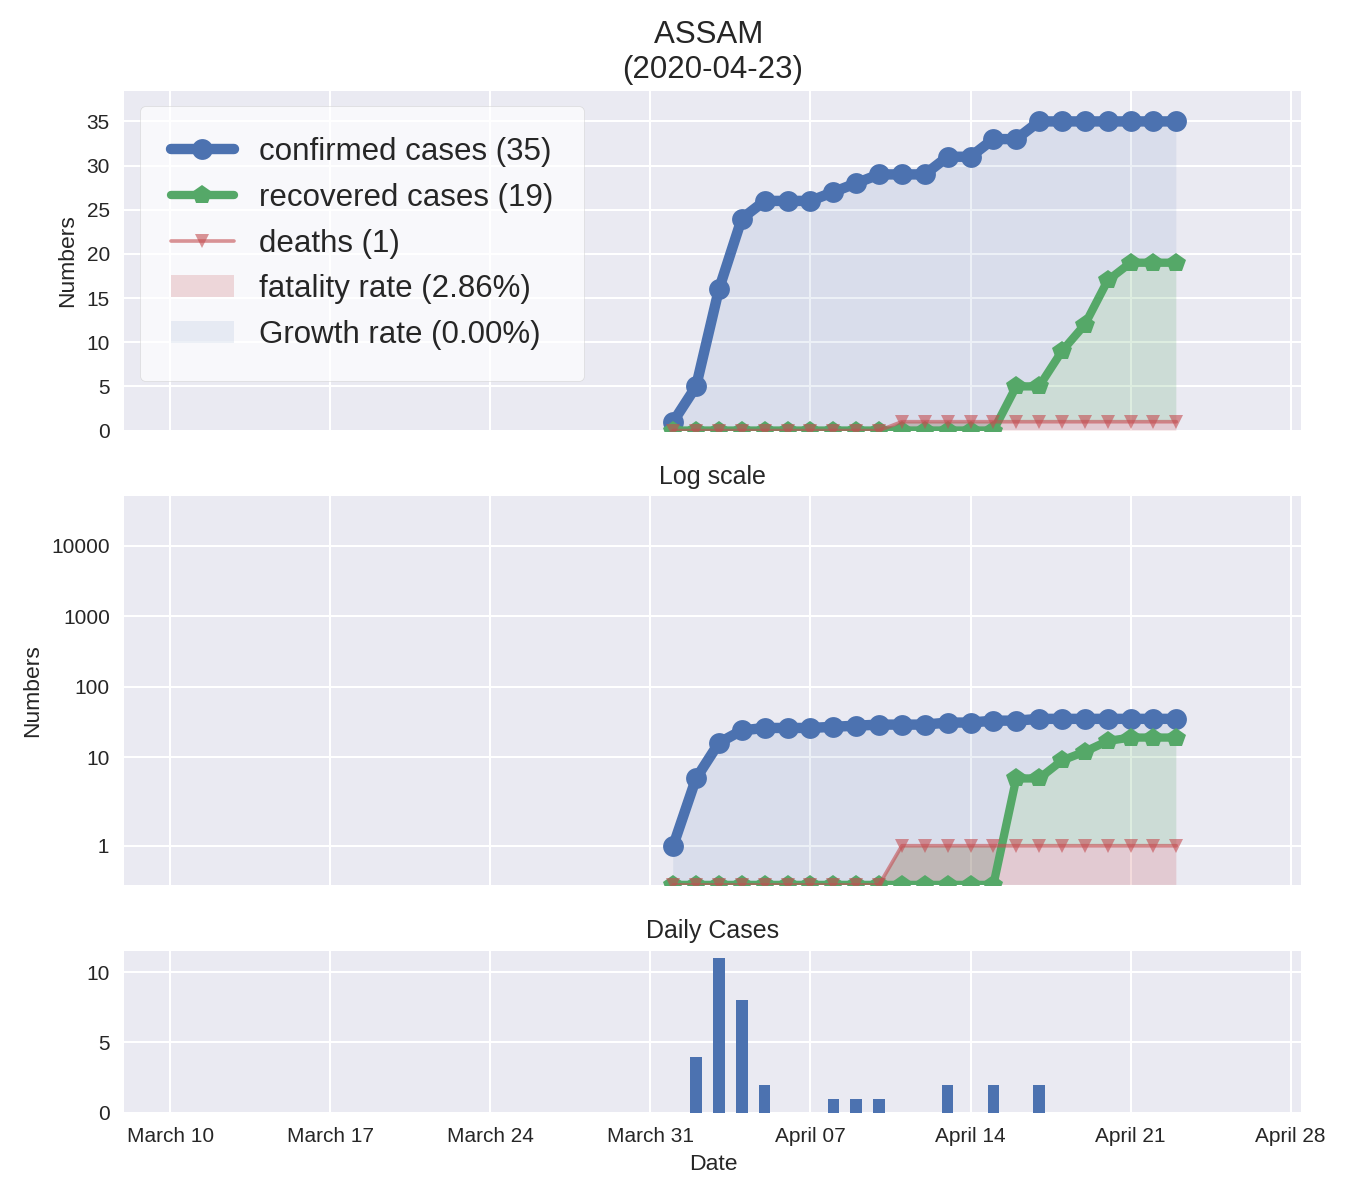 ASSAM
(2020-04-23)
35
30
25
20
15
10
5
0
Numbers
confirmed cases (35)
recovered cases (19)
deaths (1)
fatality rate (2.86%)
Growth rate (0.00%)
Log scale
10000
1000
100
10
1
Numbers
Daily Cases
10
5
0
March 10 March 17 March 24 March 31 April 07 April 14 April 21 April 28
Date